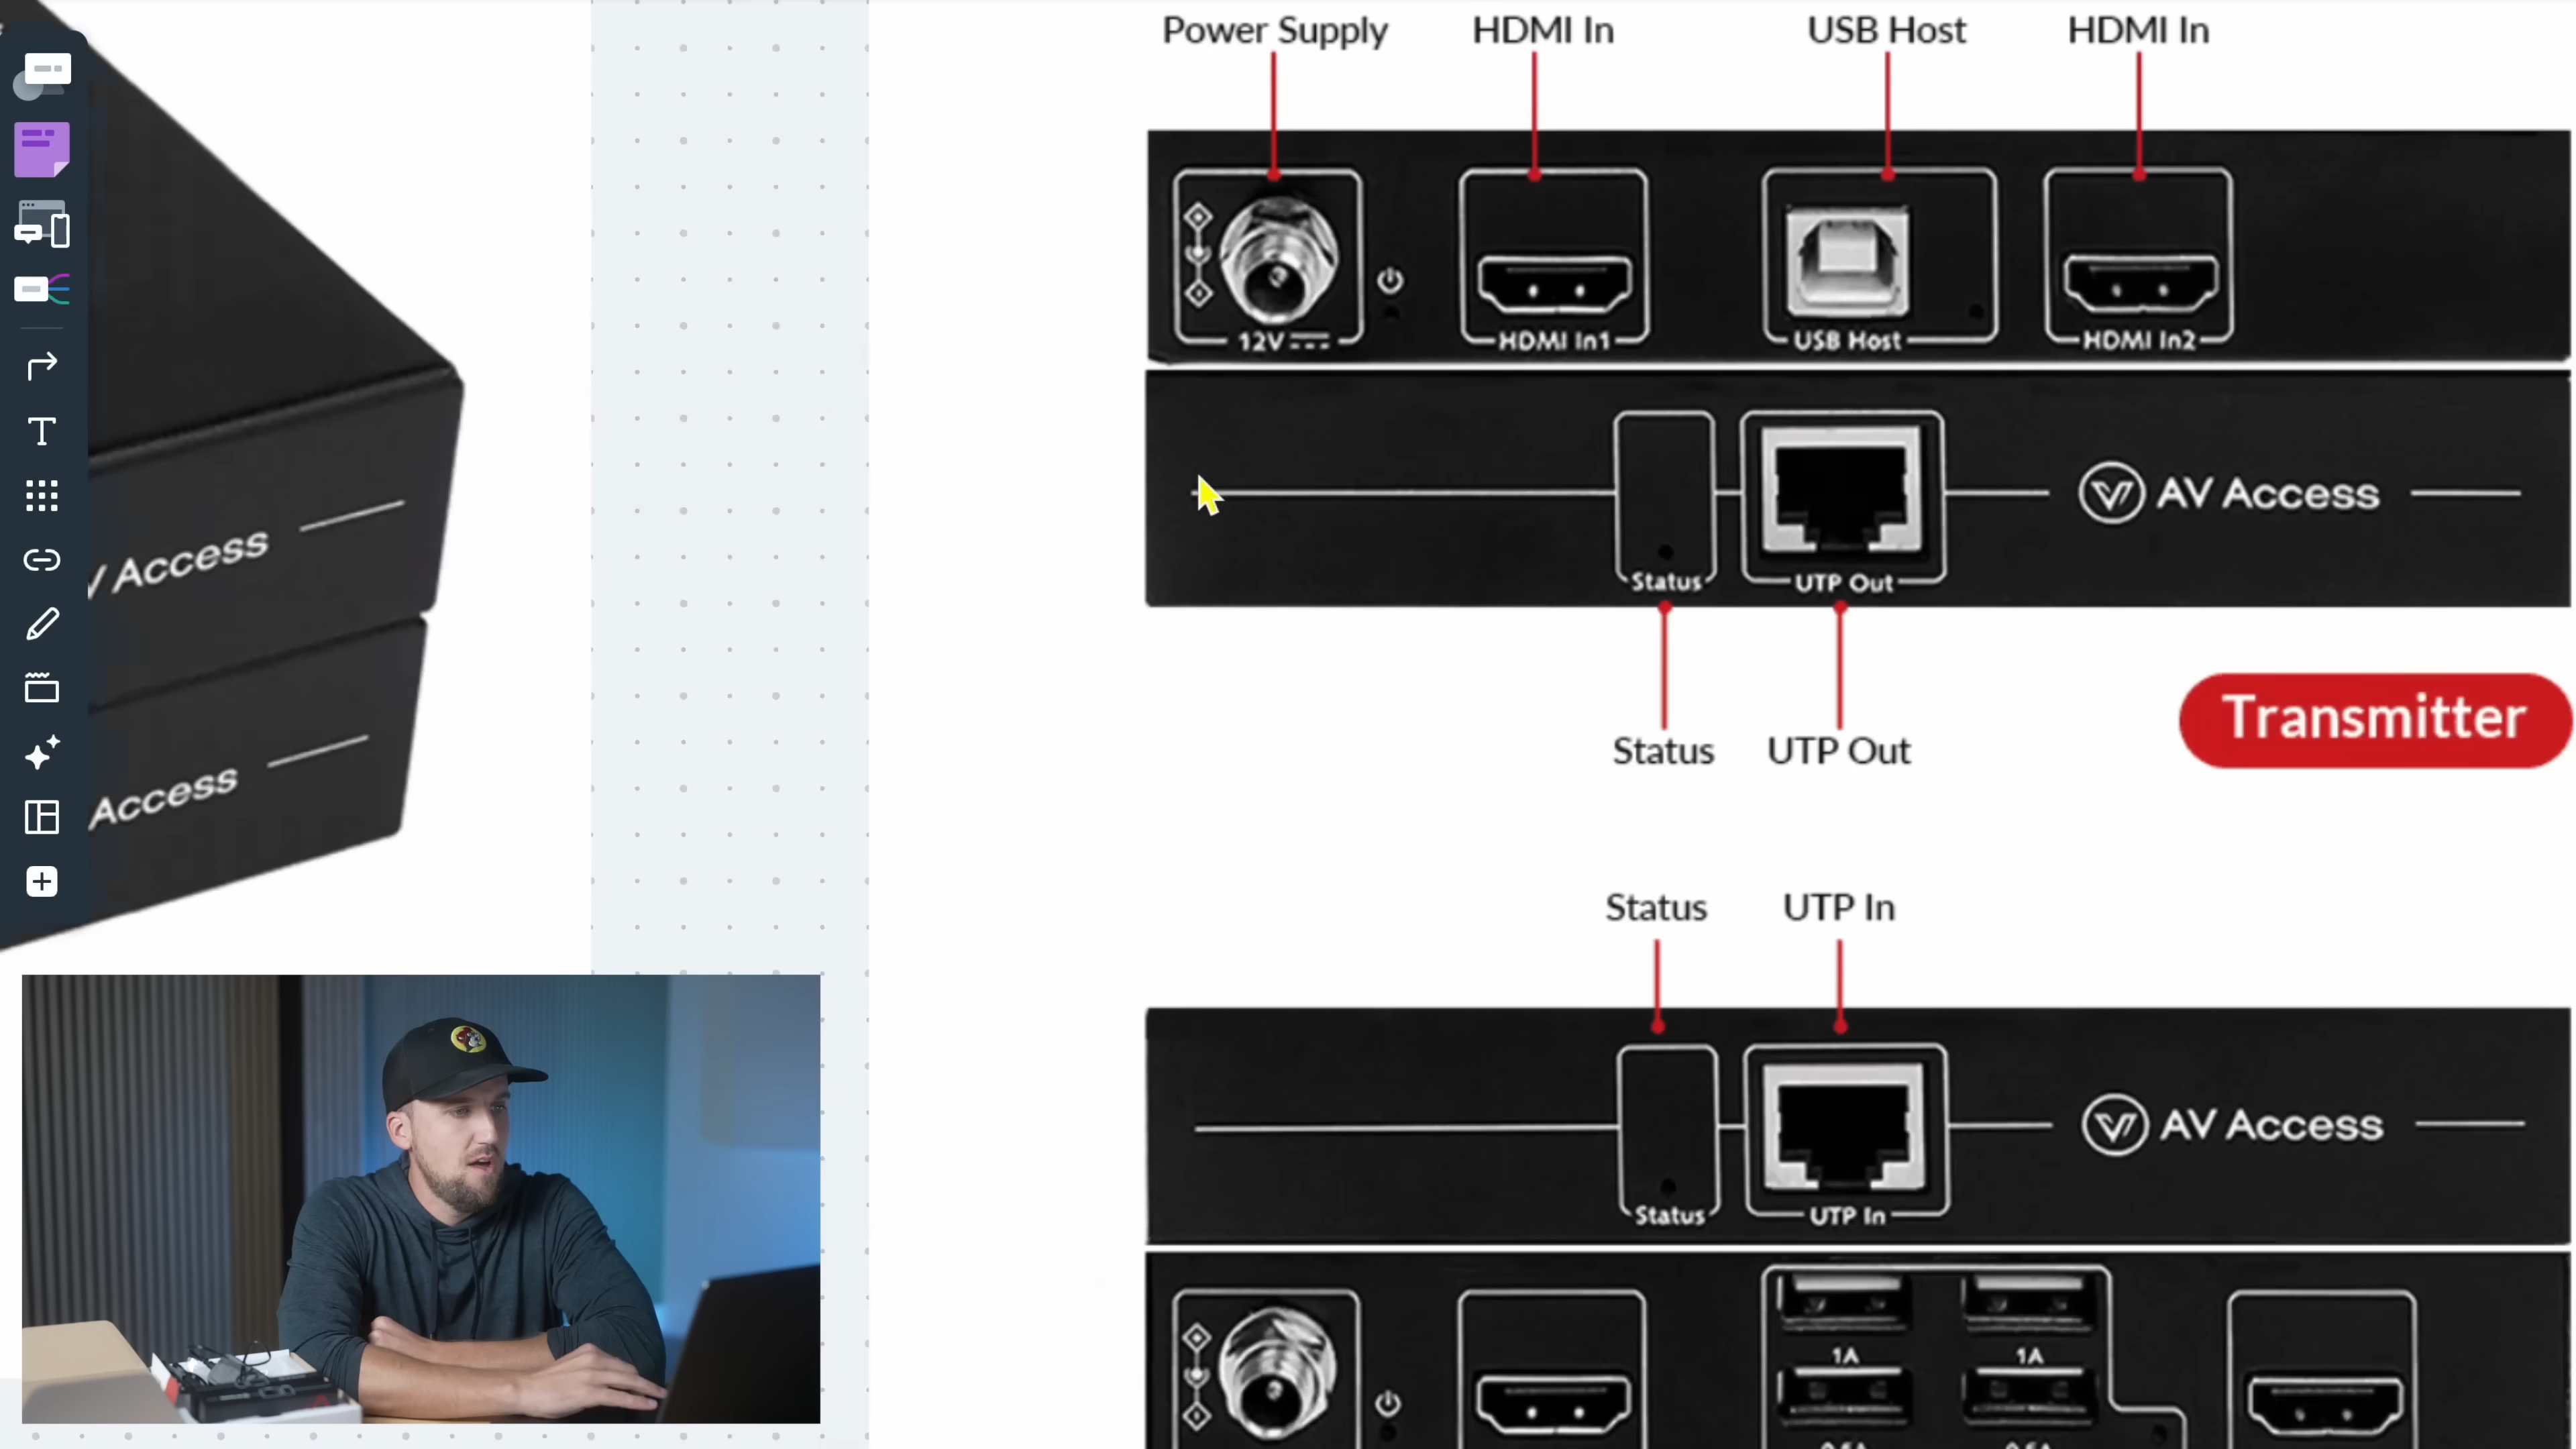 Power Supply
HDMI In
USB Host
HDMI In
12V
HDMI In1
USB Host
HDMI In2
AV Access
Status
UTP Out
Status
UTP Out
Transmitter
V Access
Access
Status
UTP In
AV Access
Status
UTP In
1A
1A